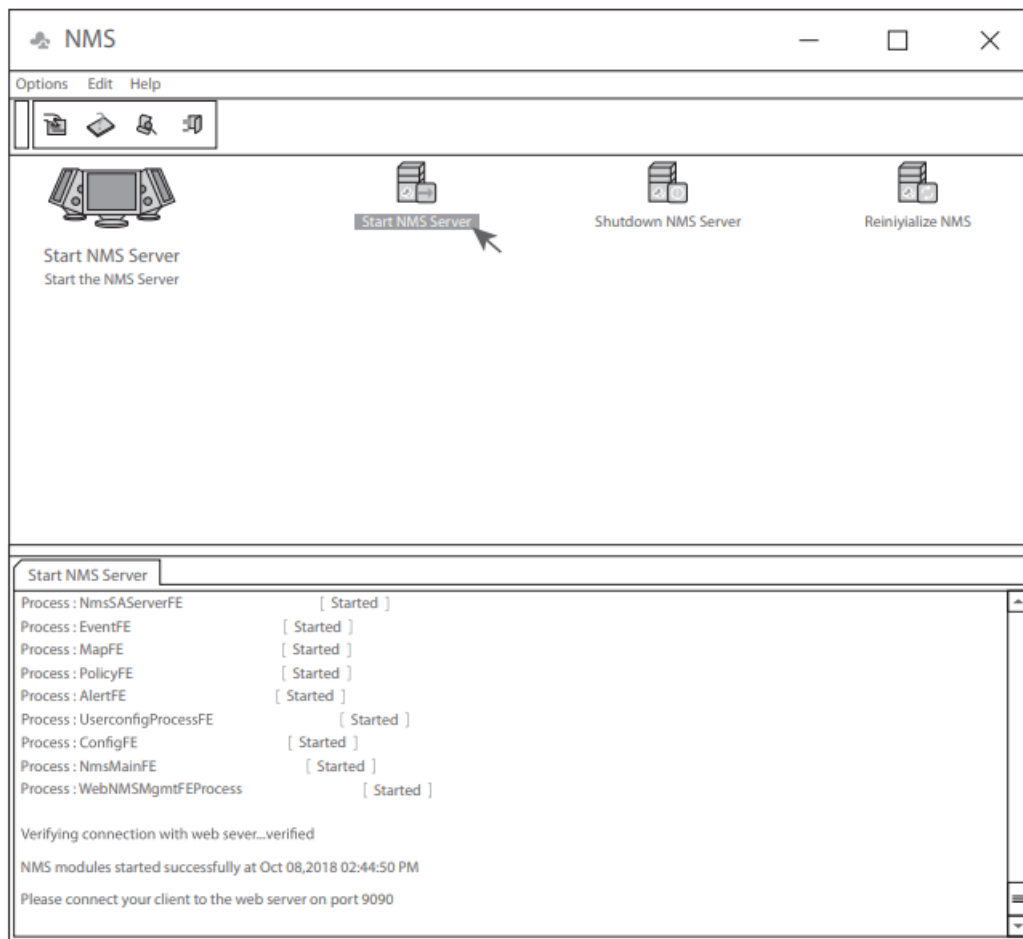 NMS
Options Edit Help
Start NMS Server
Start the NMS Server
Start NMS Server
Shutdown NMS Server
Reiniyialize NMS
Start NMS Server
Process : NmsSAServerFE [ Started ]
Process : EventFE [ Started ]
Process : MapFE [ Started ]
Process : PolicyFE [ Started ]
Process : AlertFE [ Started ]
Process : UserconfigProcessFE [ Started ]
Process : ConfigFE [ Started ]
Process : NmsMainFE [ Started ]
Process : WebNMSMgmtFEProcess [ Started ]
Verifying connection with web sever...verified
NMS modules started successfully at Oct 08,2018 02:44:50 PM
Please connect your client to the web server on port 9090